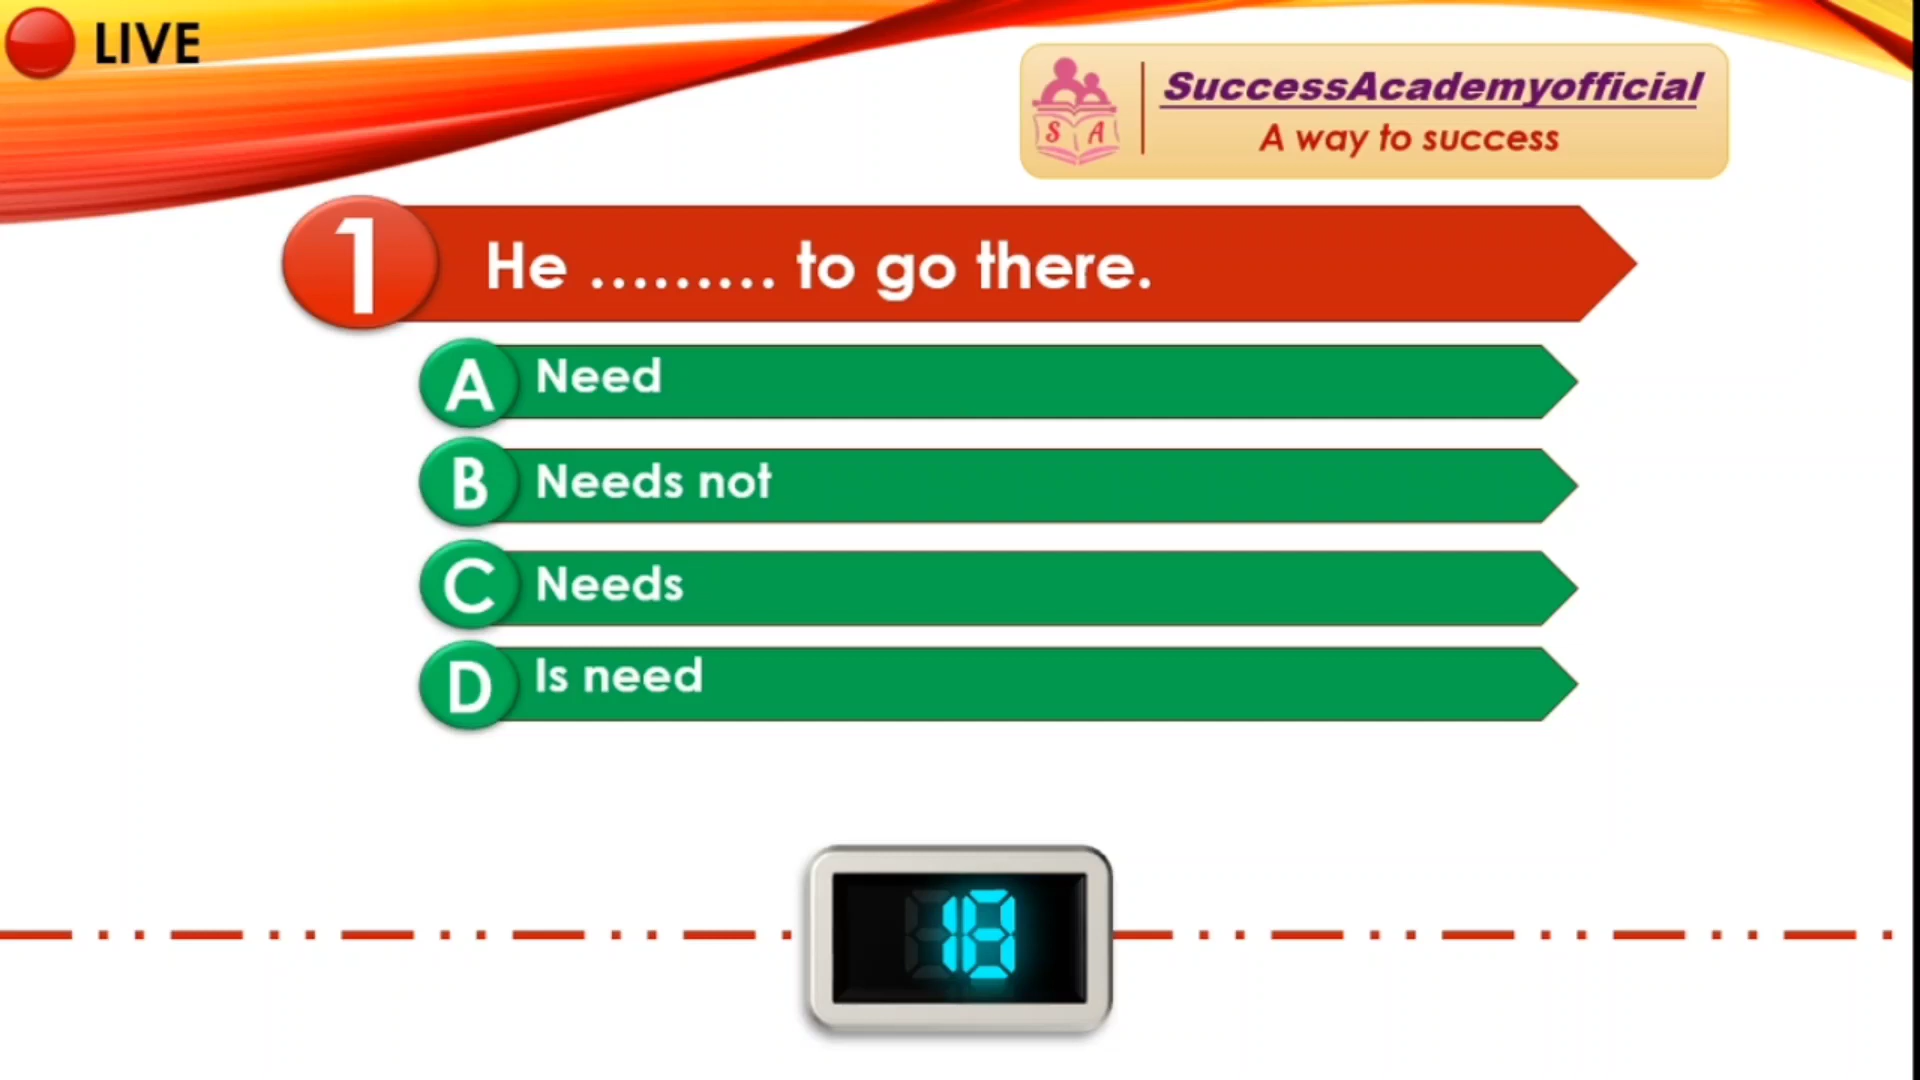 LIVE
SuccessAcademyofficial
S A
A way to success
1 He ......... to go there.
A Need
B Needs not
C Needs
D Is need
18